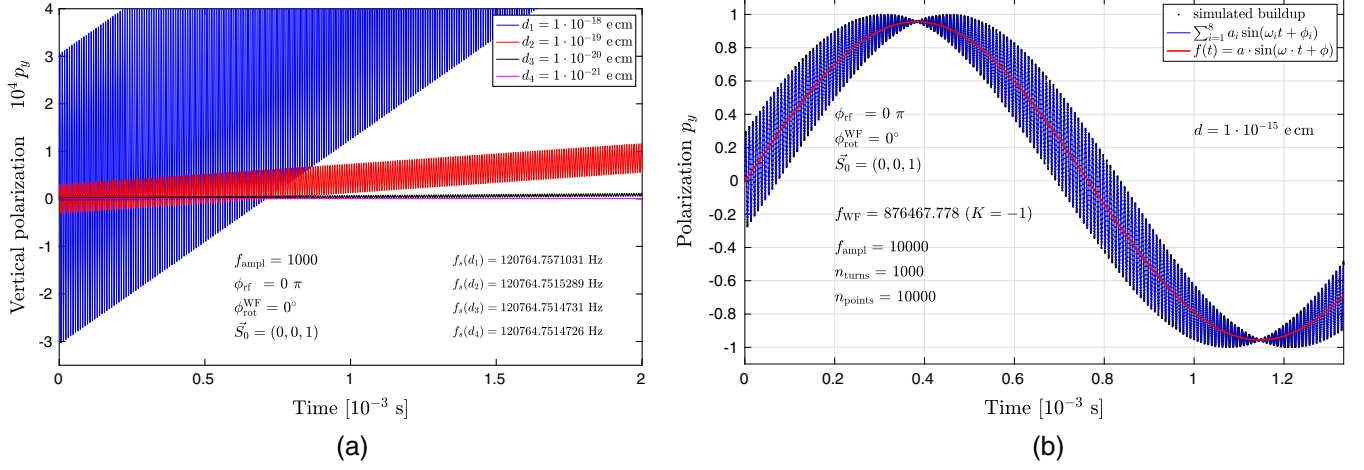 Vertical polarization 10⁴ p_y
4
3
2
1
0
-1
-2
-3
d₁ = 1 · 10⁻¹⁸ e cm
d₂ = 1 · 10⁻¹⁹ e cm
d₃ = 1 · 10⁻²⁰ e cm
d₄ = 1 · 10⁻²¹ e cm
f_ampl = 1000
ϕ_rf = 0 π
ϕ_rot^WF = 0°
S⃗₀ = (0, 0, 1)
f_s(d₁) = 120764.7571031 Hz
f_s(d₂) = 120764.7515289 Hz
f_s(d₃) = 120764.7514731 Hz
f_s(d₄) = 120764.7514726 Hz
0 0.5 1 1.5 2
Time [10⁻³ s]
(a)
Polarization p_y
1
0.8
0.6
0.4
0.2
0
-0.2
-0.4
-0.6
-0.8
-1
simulated buildup
∑_{i=1}^8 a_i sin(ω_i t + ϕ_i)
f(t) = a · sin(ω · t + ϕ)
ϕ_rf = 0 π
ϕ_rot^WF = 0°
S⃗₀ = (0, 0, 1)
d = 1 · 10⁻¹⁵ e cm
f_WF = 876467.778 (K = −1)
f_ampl = 10000
n_turns = 1000
n_points = 10000
0 0.2 0.4 0.6 0.8 1 1.2
Time [10⁻³ s]
(b)